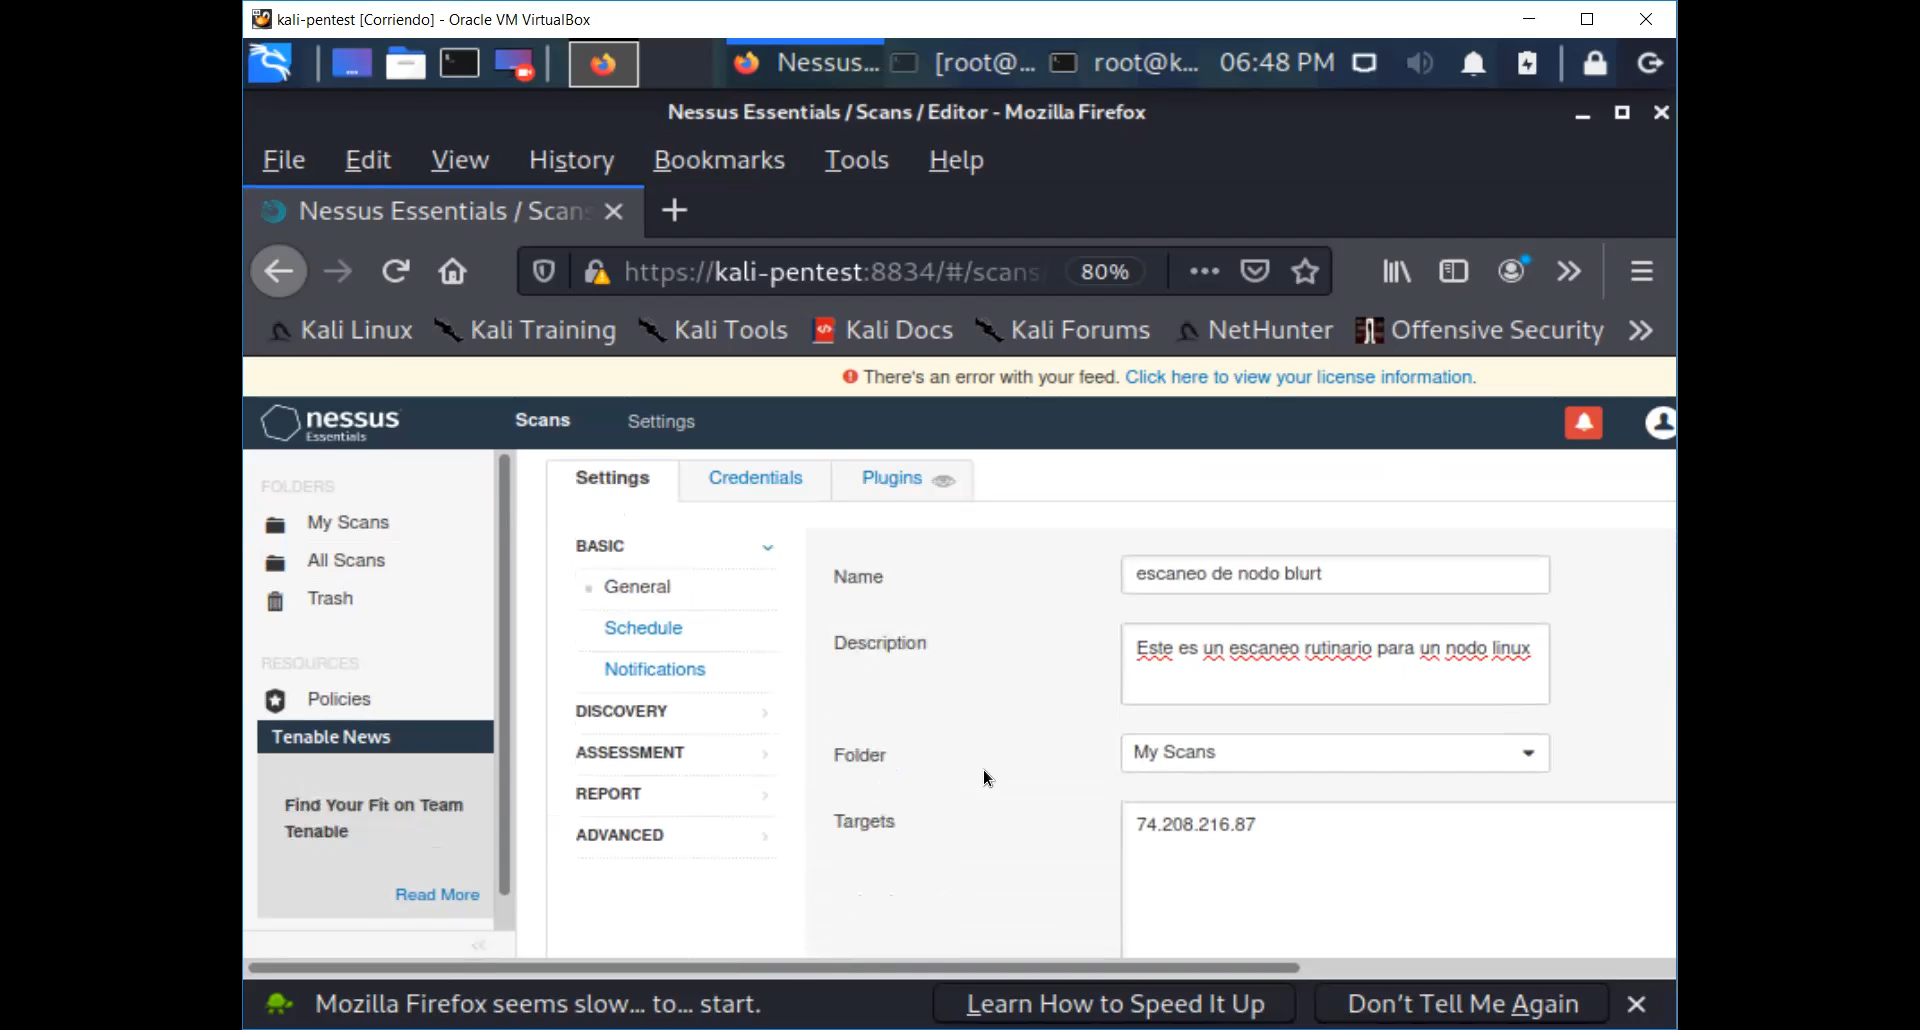 kali-pentest [Corriendo] - Oracle VM VirtualBox
Nessus... [root@... root@k... 06:48 PM
Nessus Essentials / Scans / Editor - Mozilla Firefox
File Edit View History Bookmarks Tools Help
Nessus Essentials / Scans
https://kali-pentest:8834/#/scans 80%
Kali Linux Kali Training Kali Tools Kali Docs Kali Forums NetHunter Offensive Security
There's an error with your feed. Click here to view your license information.
nessus Essentials Scans Settings
Settings Credentials Plugins
FOLDERS
My Scans
All Scans
Trash
RESOURCES
Policies
Tenable News
Find Your Fit on Team
Tenable
Read More
BASIC
General
Schedule
Notifications
DISCOVERY
ASSESSMENT
REPORT
ADVANCED
Name escaneo de nodo blurt
Description Este es un escaneo rutinario para un nodo linux
Folder My Scans
Targets 74.208.216.87
Mozilla Firefox seems slow... to... start. Learn How to Speed It Up Don't Tell Me Again